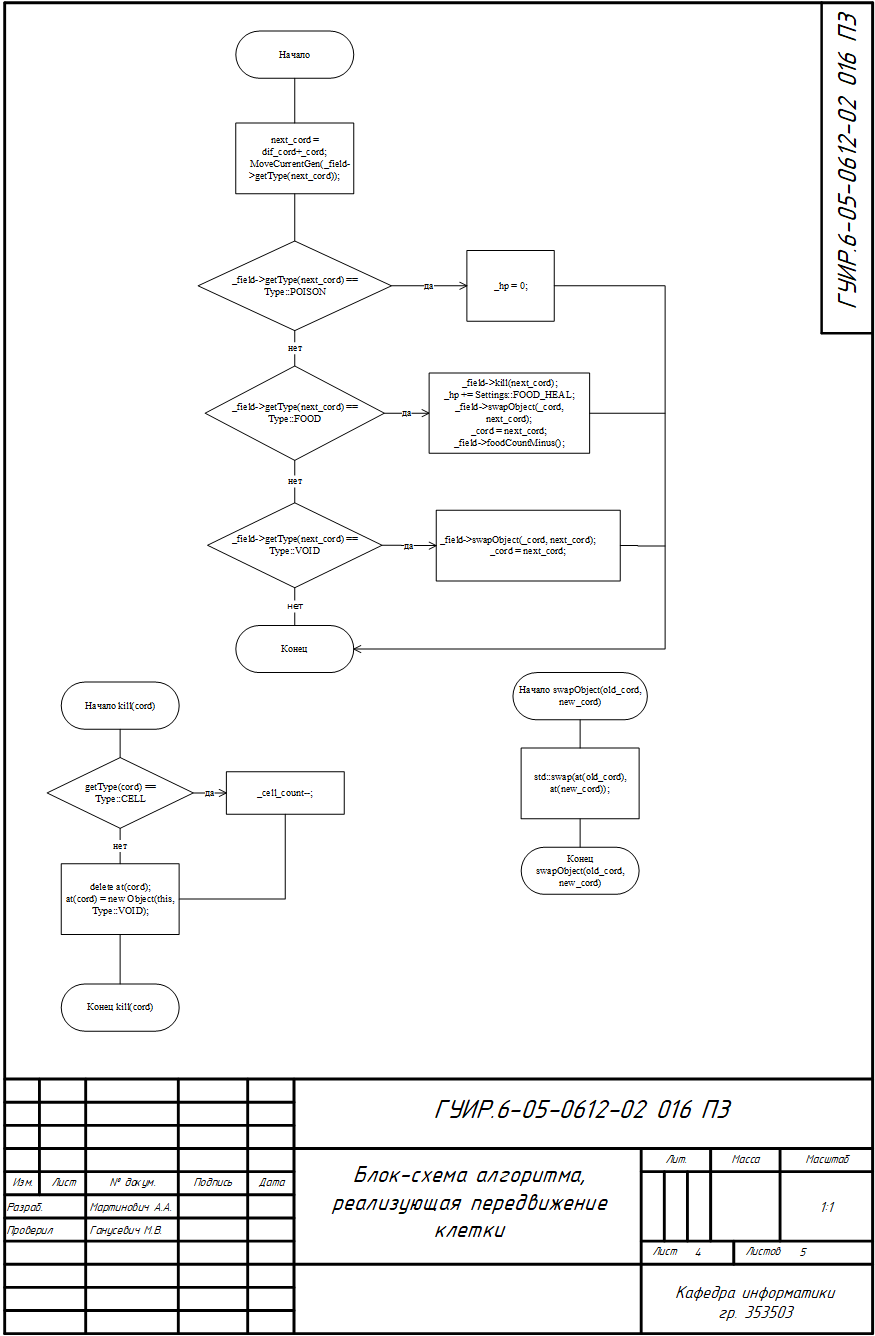 ГУИР.6-05-0612-02 016 ПЗ
Начало
next_cord =
dif_cord+_cord;
MoveCurrentGen(_field-
>getType(next_cord));
_field->getType(next_cord) ==
Type::POISON
да
_hp = 0;
нет
_field->getType(next_cord) ==
Type::FOOD
да
_field->kill(next_cord);
_hp += Settings::FOOD_HEAL;
_field->swapObject(_cord,
next_cord);
_cord = next_cord;
_field->foodCountMinus();
нет
_field->getType(next_cord) ==
Type::VOID
да
_field->swapObject(_cord, next_cord);
_cord = next_cord;
нет
Конец
Начало kill(cord)
getType(cord) ==
Type::CELL
да
_cell_count--;
нет
delete at(cord);
at(cord) = new Object(this,
Type::VOID);
Конец kill(cord)
Начало swapObject(old_cord,
new_cord)
std::swap(at(old_cord),
at(new_cord));
Конец
swapObject(old_cord,
new_cord)
ГУИР.6-05-0612-02 016 ПЗ
Изм. Лист № докум. Подпись Дата
Разраб. Мартинович А.А.
Проверил Ганусевич М.В.
Блок-схема алгоритма,
реализующая передвижение
клетки
Лит. Масса Масштаб
1:1
Лист 4 Листов 5
Кафедра информатики
гр. 353503